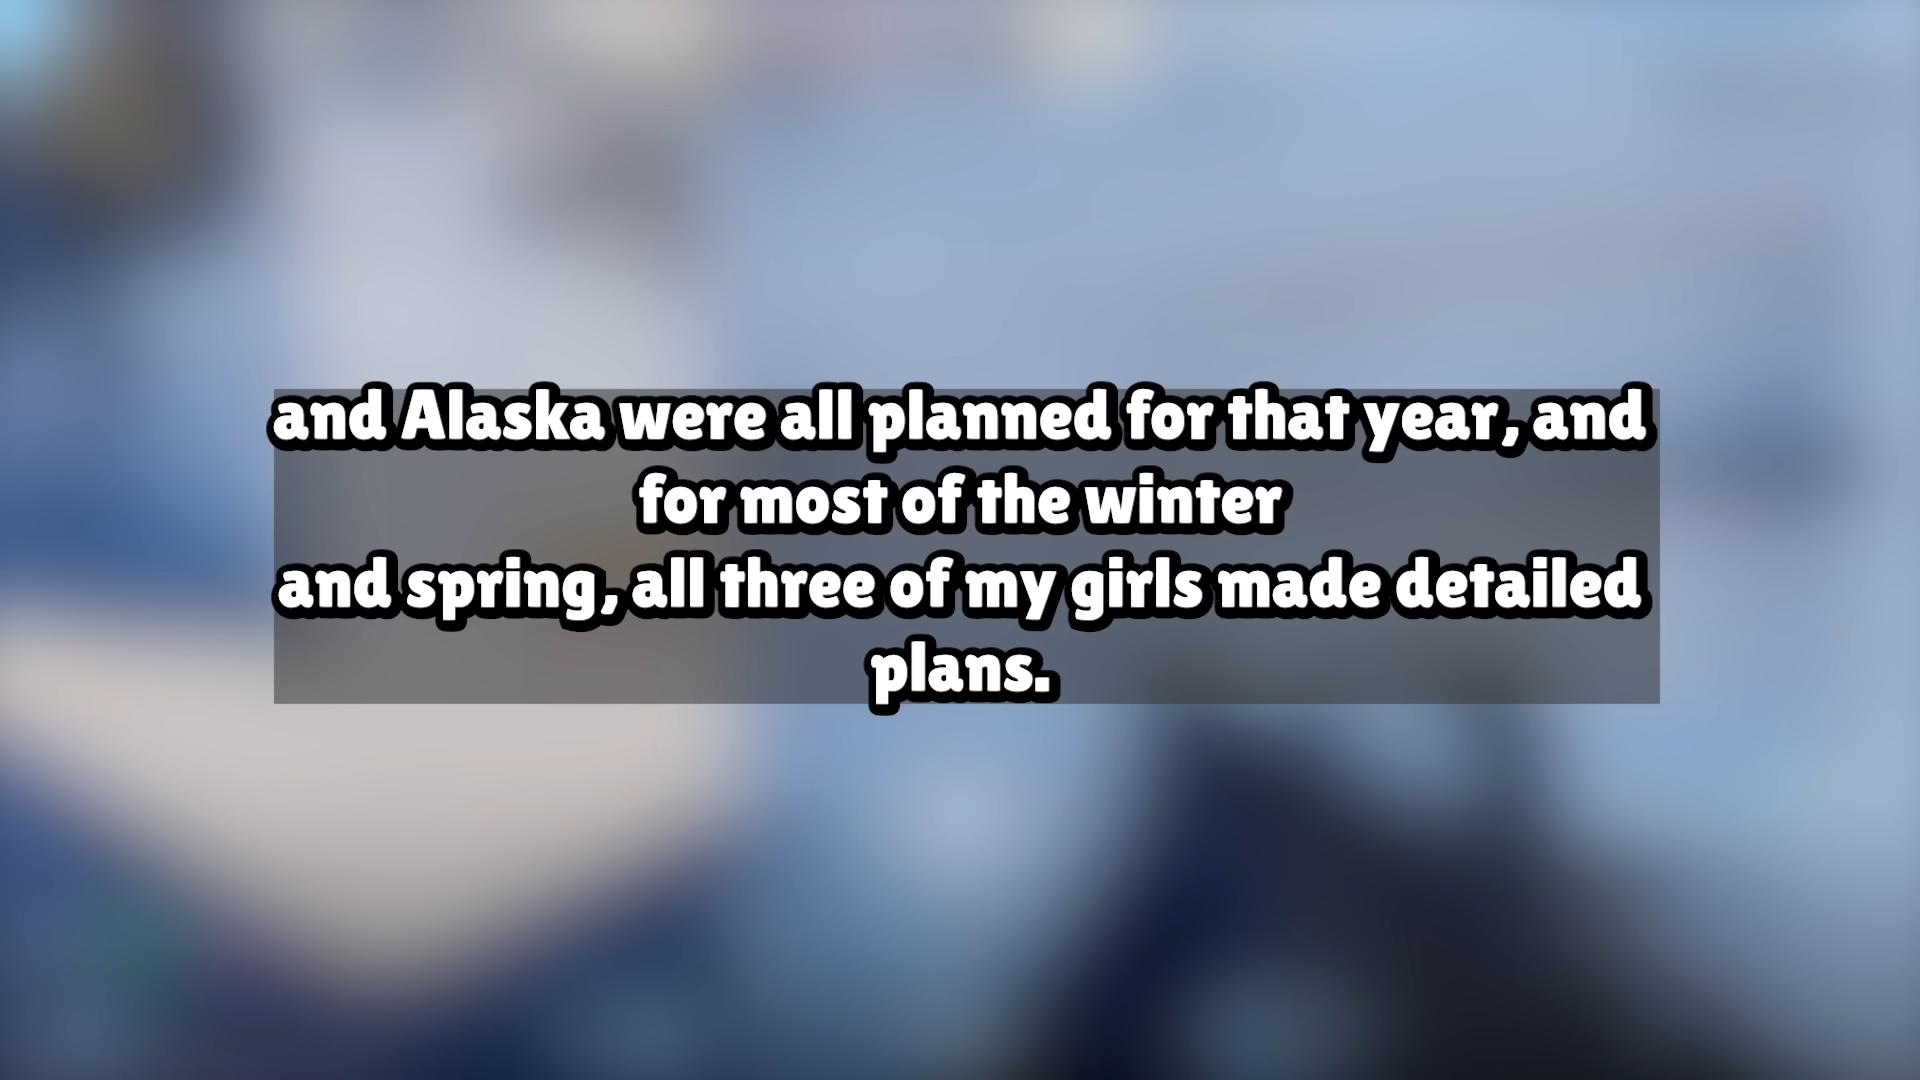 and Alaska were all planned for that year, and
for most of the winter
and spring, all three of my girls made detailed
plans.